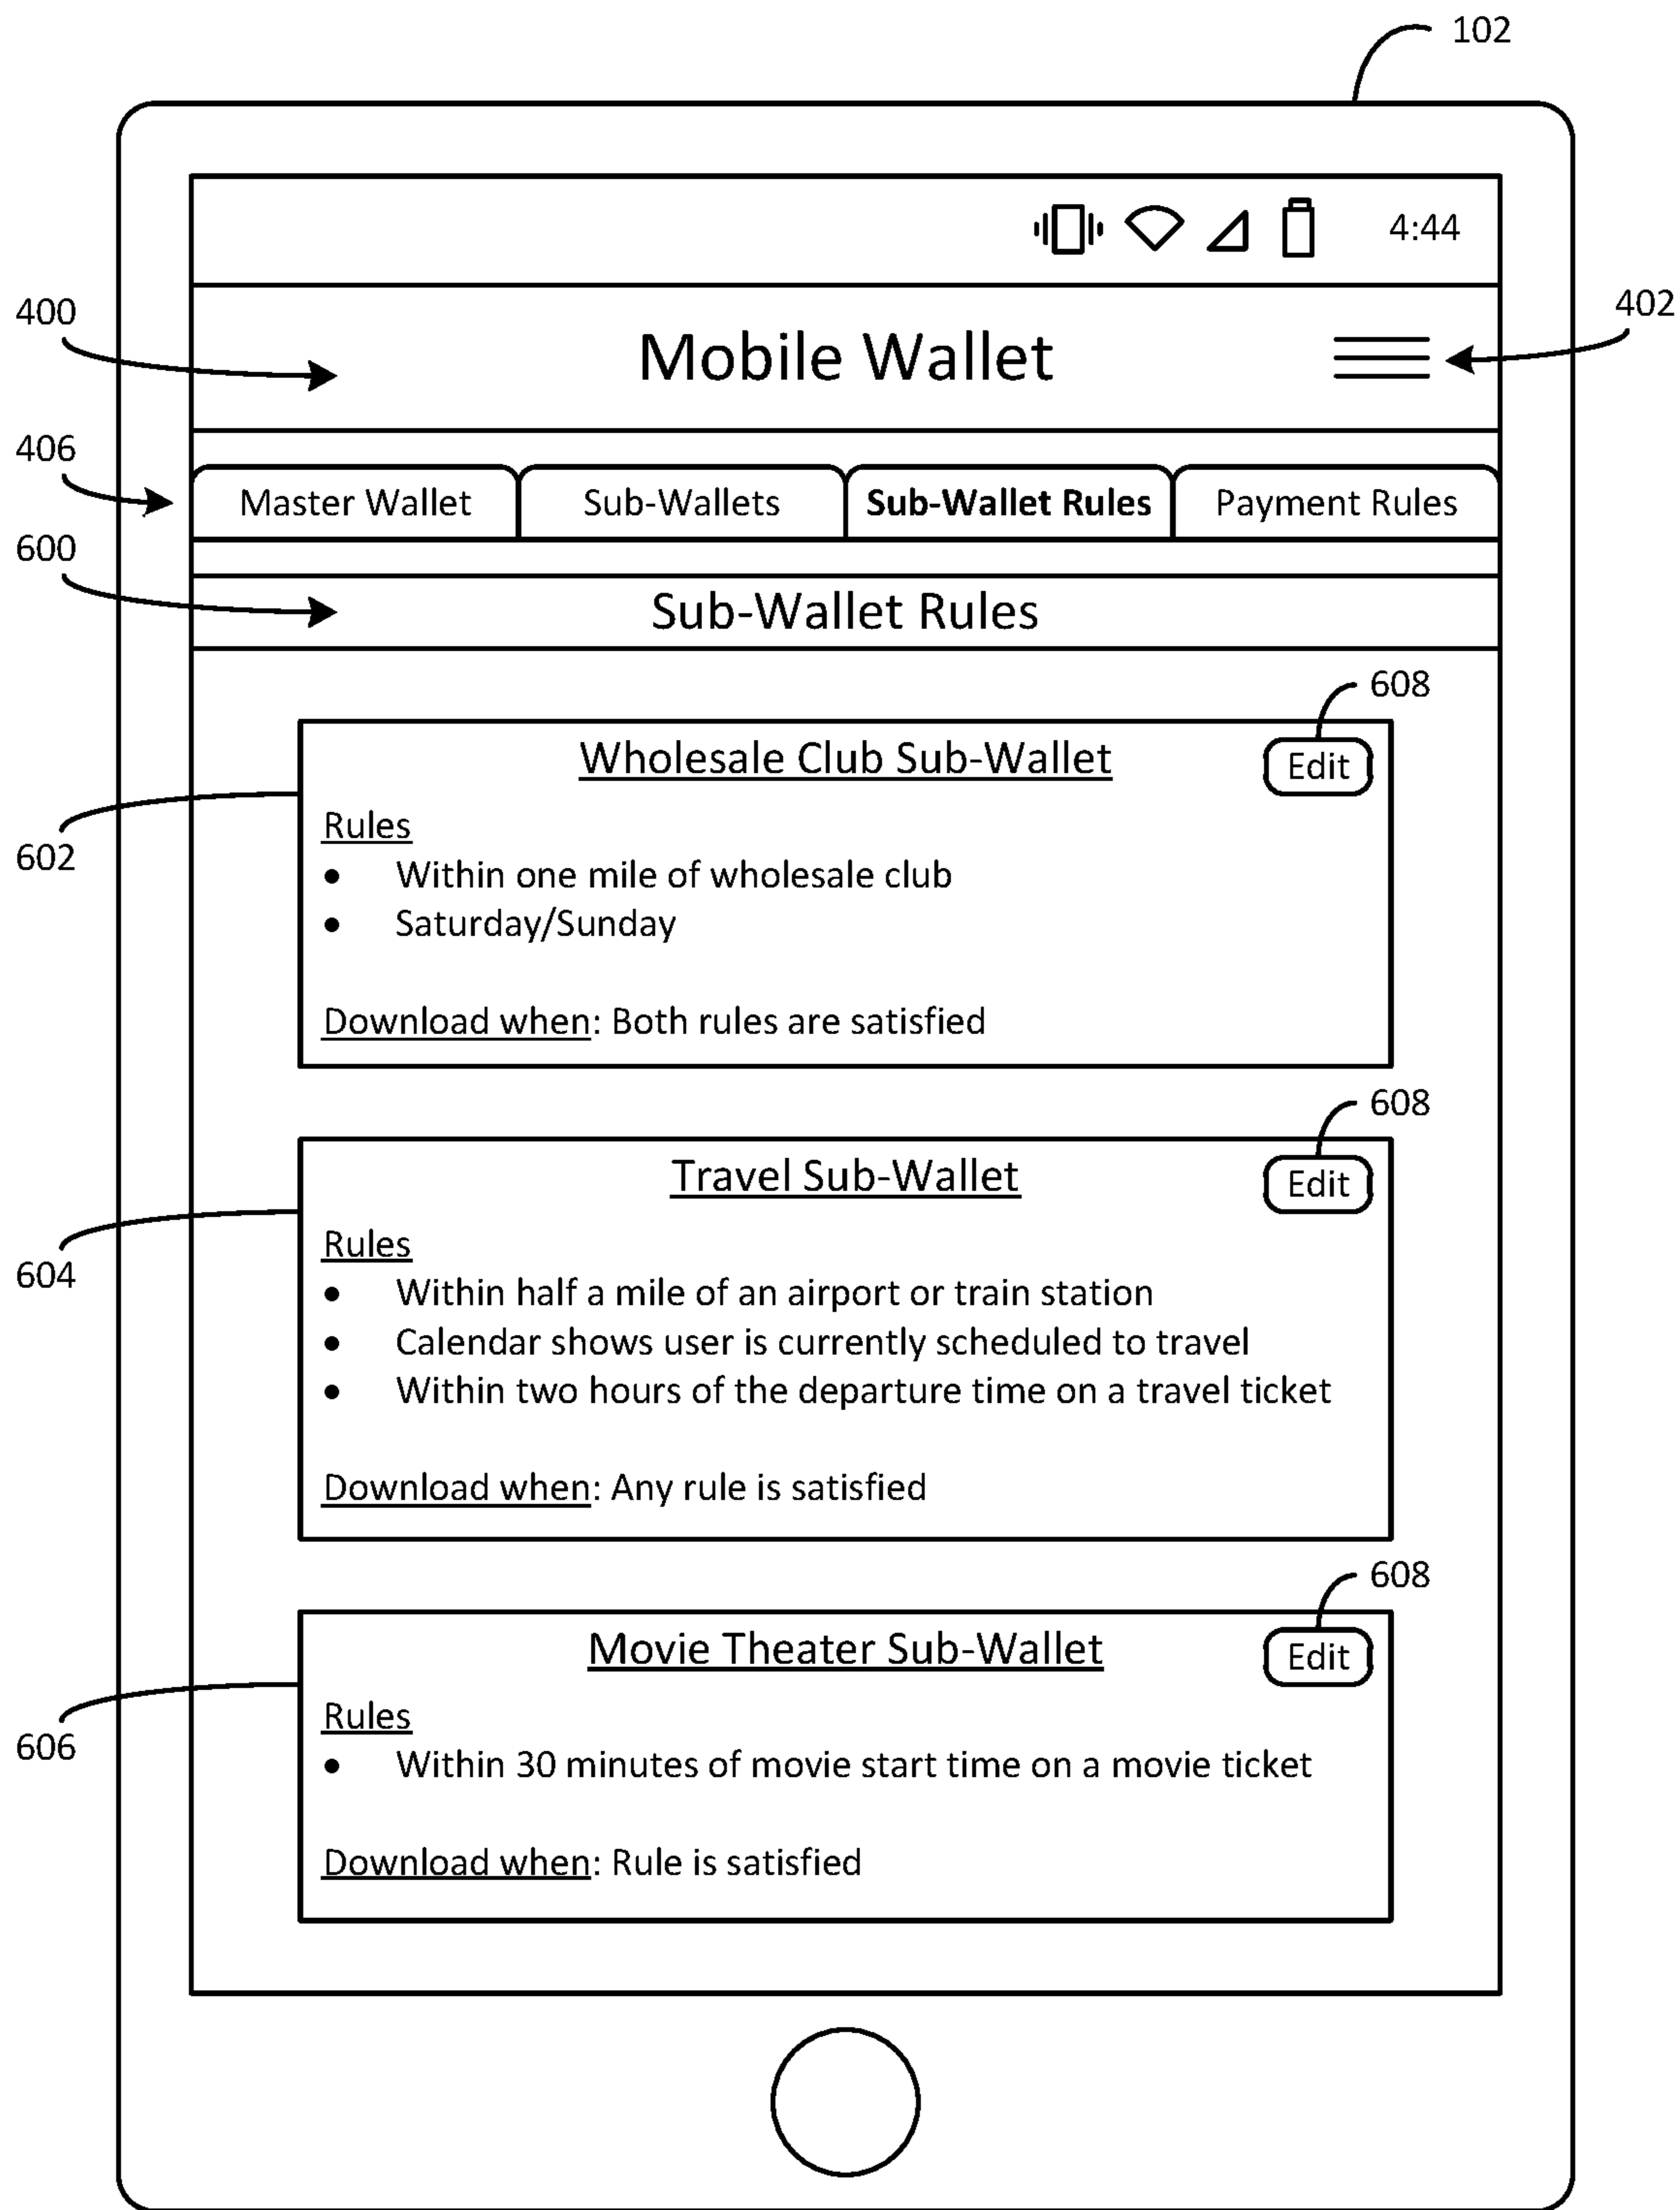 102
4:44
400
Mobile Wallet
402
406
Master Wallet
Sub-Wallets
Sub-Wallet Rules
Payment Rules
600
Sub-Wallet Rules
608
Wholesale Club Sub-Wallet
Edit
602
Rules
• Within one mile of wholesale club
• Saturday/Sunday
Download when: Both rules are satisfied
608
Travel Sub-Wallet
Edit
604
Rules
• Within half a mile of an airport or train station
• Calendar shows user is currently scheduled to travel
• Within two hours of the departure time on a travel ticket
Download when: Any rule is satisfied
608
Movie Theater Sub-Wallet
Edit
606
Rules
• Within 30 minutes of movie start time on a movie ticket
Download when: Rule is satisfied